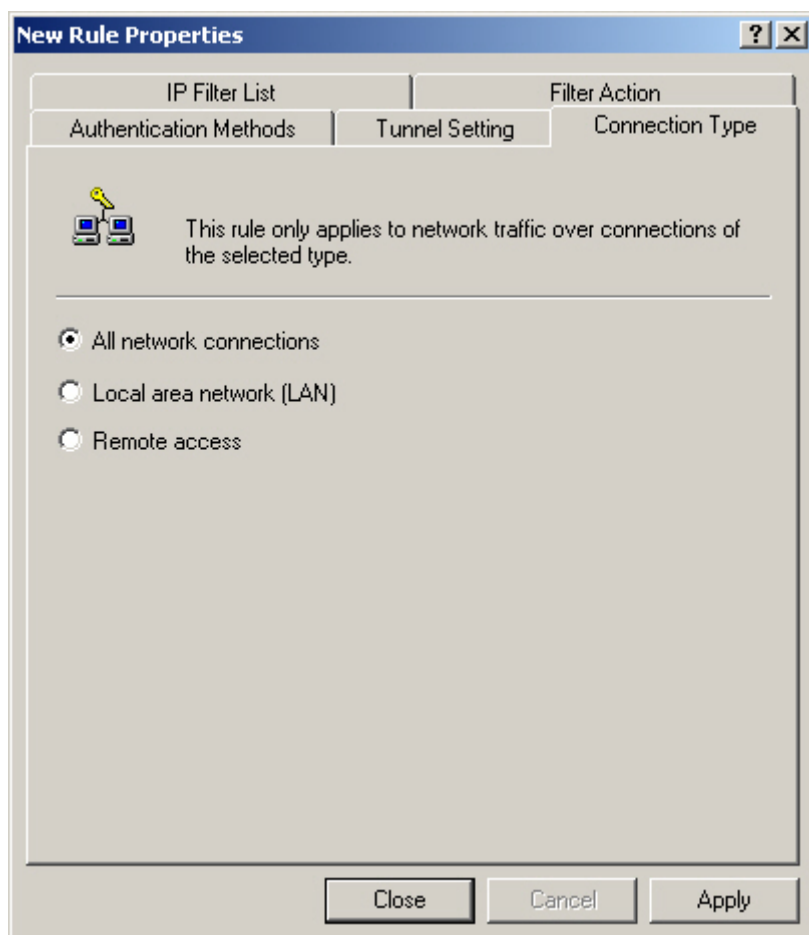 New Rule Properties
IP Filter List
Filter Action
Authentication Methods
Tunnel Setting
Connection Type
This rule only applies to network traffic over connections of
the selected type.
All network connections
Local area network (LAN)
Remote access
Close
Cancel
Apply